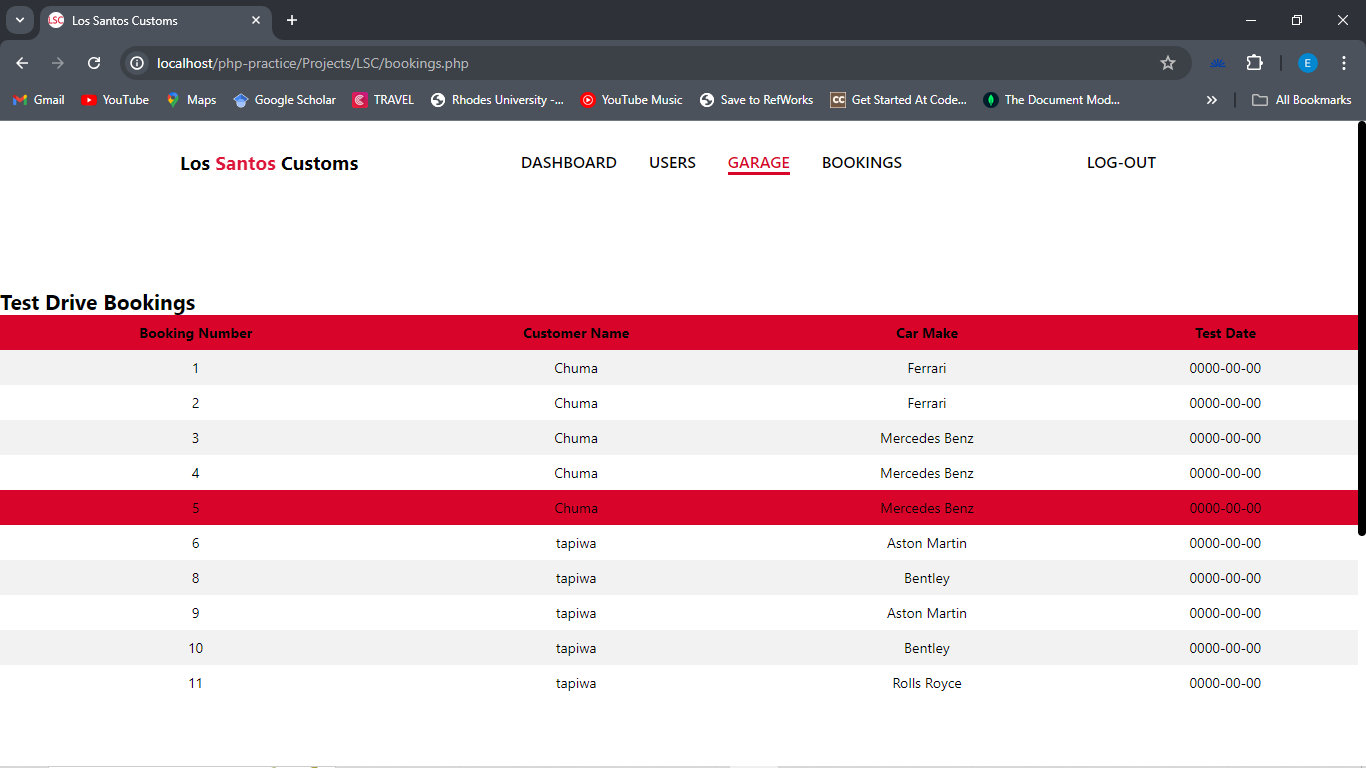 LSC Los Santos Customs
localhost/php-practice/Projects/LSC/bookings.php E
Gmail YouTube Maps Google Scholar TRAVEL Rhodes University -... YouTube Music Save to RefWorks CC Get Started At Code... The Document Mod... » All Bookmarks
Los Santos Customs DASHBOARD USERS GARAGE BOOKINGS LOG-OUT
Test Drive Bookings
Booking Number Customer Name Car Make Test Date
1 Chuma Ferrari 0000-00-00
2 Chuma Ferrari 0000-00-00
3 Chuma Mercedes Benz 0000-00-00
4 Chuma Mercedes Benz 0000-00-00
5 Chuma Mercedes Benz 0000-00-00
6 tapiwa Aston Martin 0000-00-00
8 tapiwa Bentley 0000-00-00
9 tapiwa Aston Martin 0000-00-00
10 tapiwa Bentley 0000-00-00
11 tapiwa Rolls Royce 0000-00-00